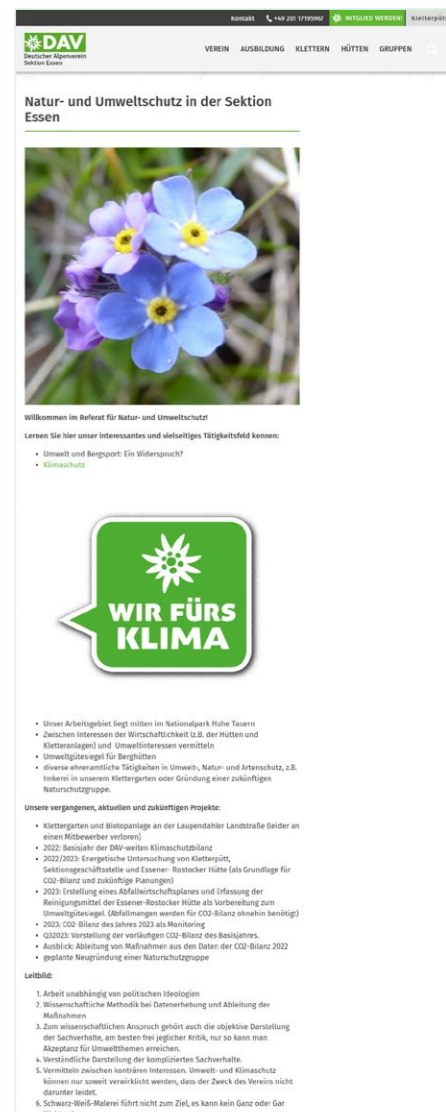 Kontakt +49 201 17195967 MITGLIED WERDEN! Kletterpüt
DAV
Deutscher Alpenverein
Sektion Essen
VEREIN AUSBILDUNG KLETTERN HÜTTEN GRUPPEN
Natur- und Umweltschutz in der Sektion
Essen
Willkommen im Referat für Natur- und Umweltschutz!
Lernen Sie hier unser interessantes und vielseitiges Tätigkeitsfeld kennen:
• Umwelt und Bergsport: Ein Widerspruch?
• Klimaschutz
WIR FÜRS
KLIMA
• Unser Arbeitsgebiet liegt mitten im Nationalpark Hohe Tauern
• Zwischen Interessen der Wirtschaftlichkeit (z.B. der Hütten und
Kletteranlagen) und Umweltinteressen vermitteln
• Umweltgütesiegel für Berghütten
• diverse ehrenamtliche Tätigkeiten in Umwelt-, Natur- und Artenschutz, z.B.
Imkerei in unserem Klettergarten oder Gründung einer zukünftigen
Naturschutzgruppe.
Unsere vergangenen, aktuellen und zukünftigen Projekte:
• Klettergarten und Biotopanlage an der Laupendahler Landstraße (leider an
einen Mitbewerber verloren)
• 2022: Basisjahr der DAV-weiten Klimaschutzbilanz
• 2022/2023: Energetische Untersuchung von Kletterpütt,
Sektionsgeschäftsstelle und Essener- Rostocker Hütte (als Grundlage für
CO2-Bilanz und zukünftige Planungen)
• 2023: Erstellung eines Abfallwirtschaftsplanes und Erfassung der
Reinigungsmittel der Essener-Rostocker Hütte als Vorbereitung zum
Umweltgütesiegel. (Abfallmengen werden für CO2-Bilanz ohnehin benötigt)
• 2023: CO2-Bilanz des Jahres 2023 als Monitoring
• Q32023: Vorstellung der vorläufigen CO2-Bilanz des Basisjahres.
• Ausblick: Ableitung von Maßnahmen aus den Daten der CO2-Bilanz 2022
• geplante Neugründung einer Naturschutzgruppe
Leitbild:
1. Arbeit unabhängig von politischen Ideologien
2. Wissenschaftliche Methodik bei Datenerhebung und Ableitung der
Maßnahmen
3. Zum wissenschaftlichen Anspruch gehört auch die objektive Darstellung
der Sachverhalte, am besten frei jeglicher Kritik, nur so kann man
Akzeptanz für Umweltthemen erreichen.
4. Verständliche Darstellung der komplizierten Sachverhalte.
5. Vermitteln zwischen konträren Interessen. Umwelt- und Klimaschutz
können nur soweit verwirklicht werden, dass der Zweck des Vereins nicht
darunter leidet.
6. Schwarz-Weiß-Malerei führt nicht zum Ziel, es kann kein Ganz oder Gar